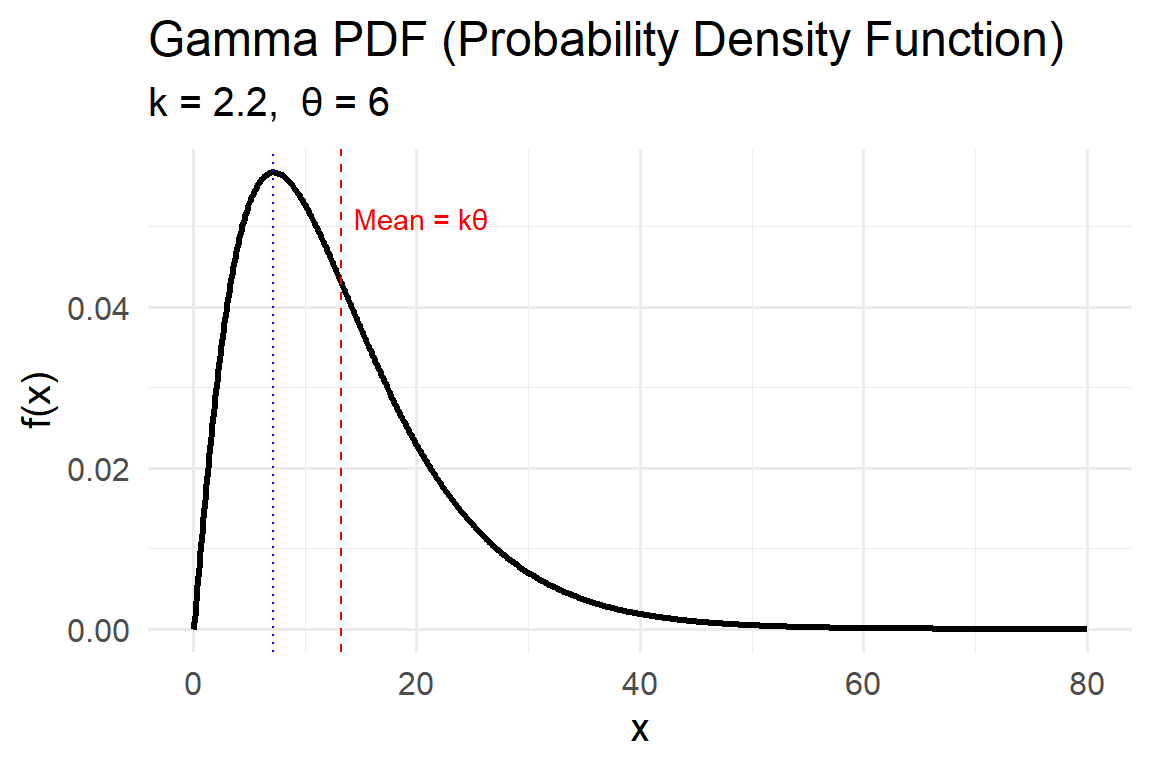 Gamma PDF (Probability Density Function)
k = 2.2,  θ = 6
Mean = kθ
f(x)
0.04
0.02
0.00
0 20 40 60 80
x